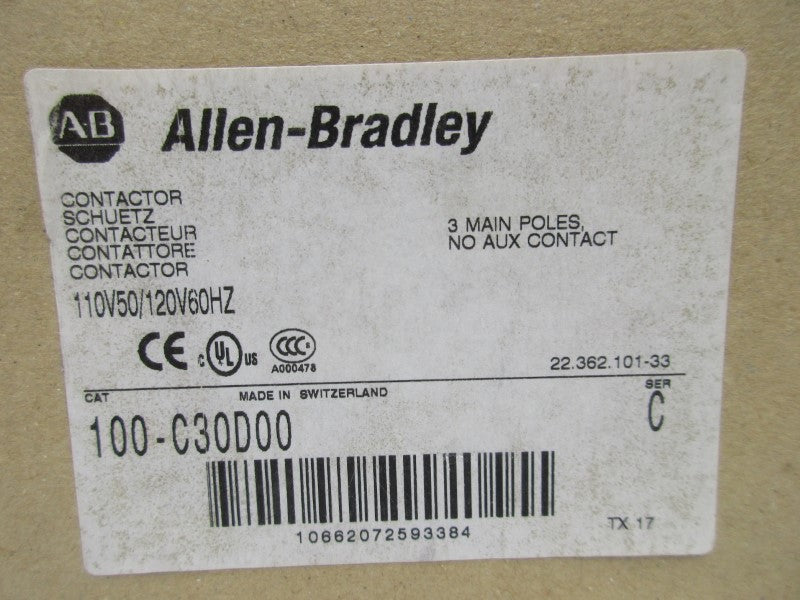 AB Allen-Bradley
CONTACTOR
SCHUETZ
CONTACTEUR
CONTATTORE
CONTACTOR
3 MAIN POLES,
NO AUX CONTACT
110V50/120V60HZ
CE C UL US CCC S
A000478
22.362.101-33
CAT MADE IN SWITZERLAND SER
100-C30D00 C
10662072593384
TX 17